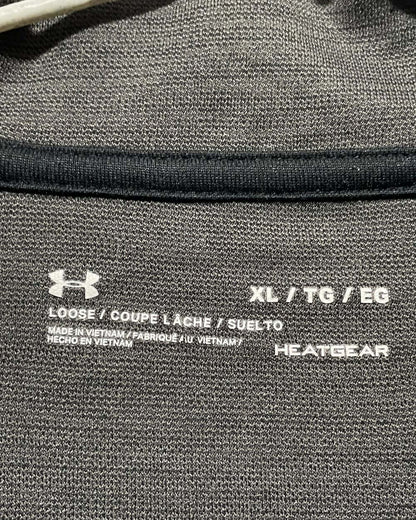 XL / TG / EG
LOOSE / COUPE LÂCHE / SUELTO
MADE IN VIETNAM / FABRIQUÉ AU VIETNAM /
HECHO EN VIETNAM
HEATGEAR